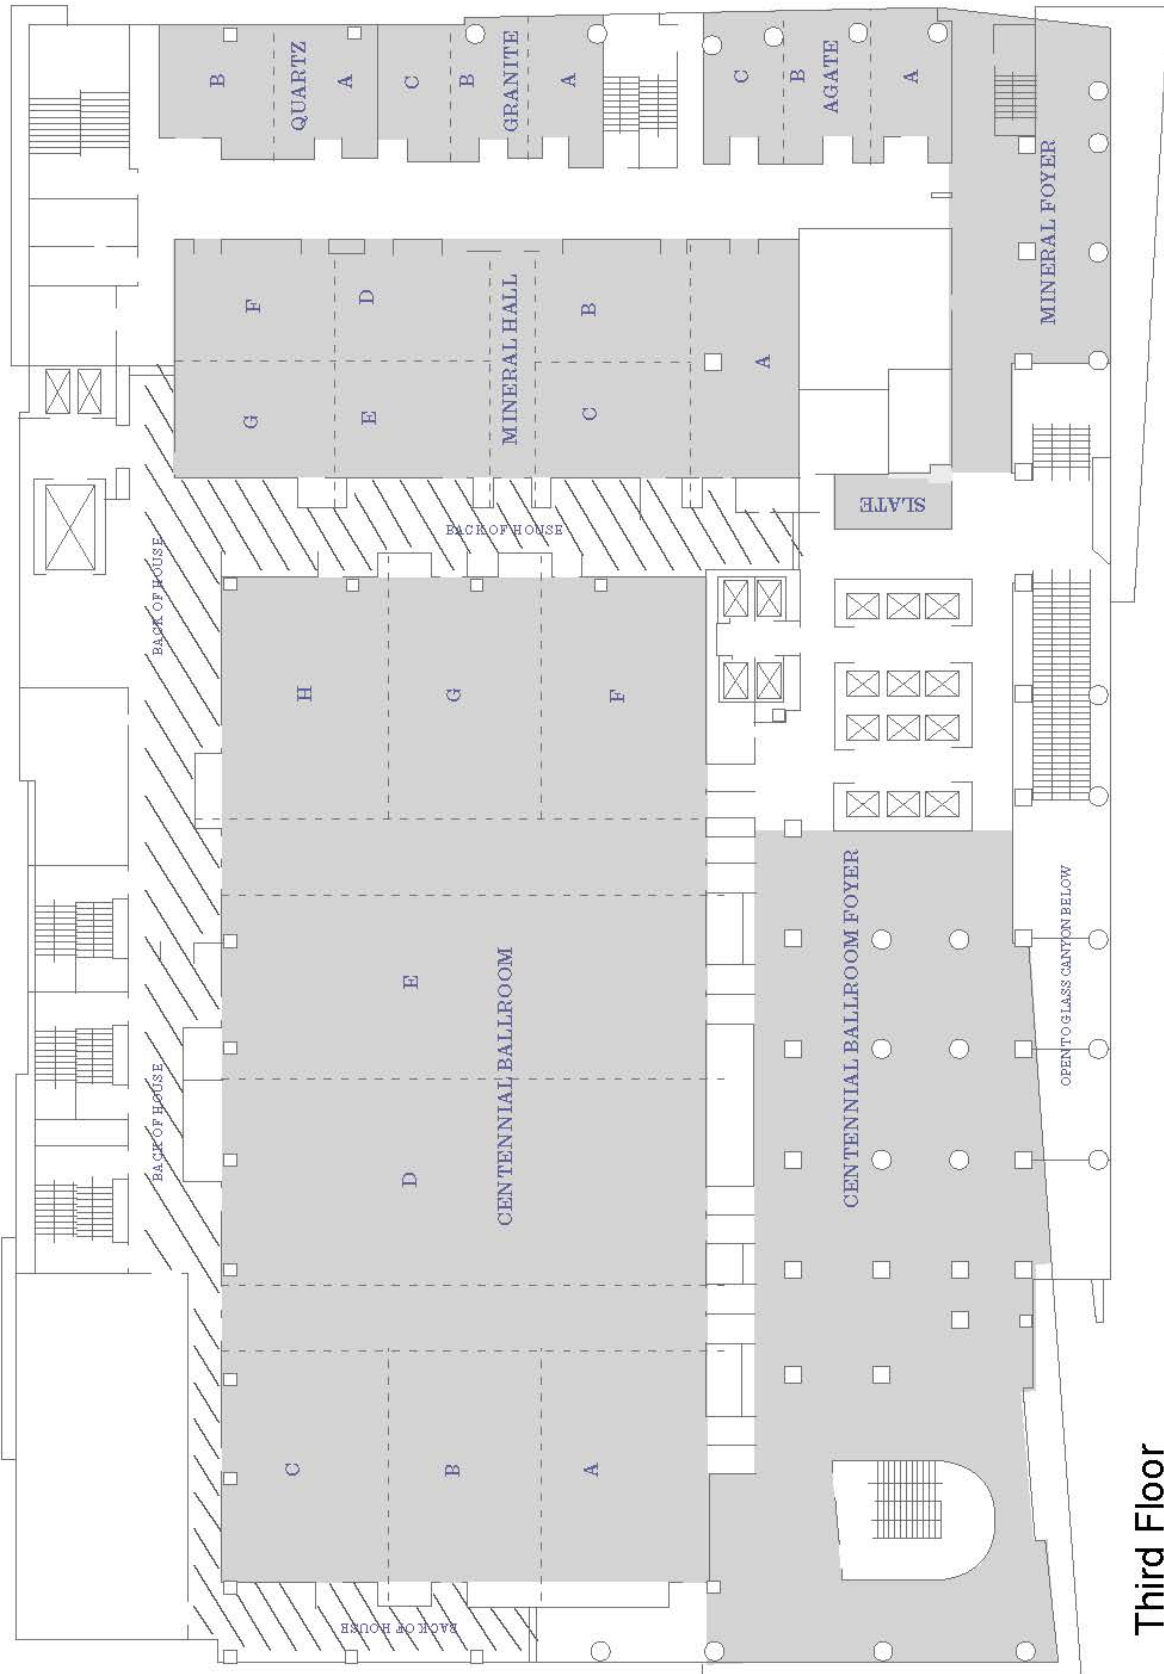 B
QUARTZ
A
C
B
GRANITE
A
C
B
AGATE
A
MINERAL FOYER
F
D
MINERAL HALL
B
A
G
E
C
SLATE
BACK OF HOUSE
BACK OF HOUSE
H
G
F
E
CENTENNIAL BALLROOM
D
CENTENNIAL BALLROOM FOYER
OPEN TO GLASS CANYON BELOW
BACK OF HOUSE
C
B
A
BACK OF HOUSE
Third Floor